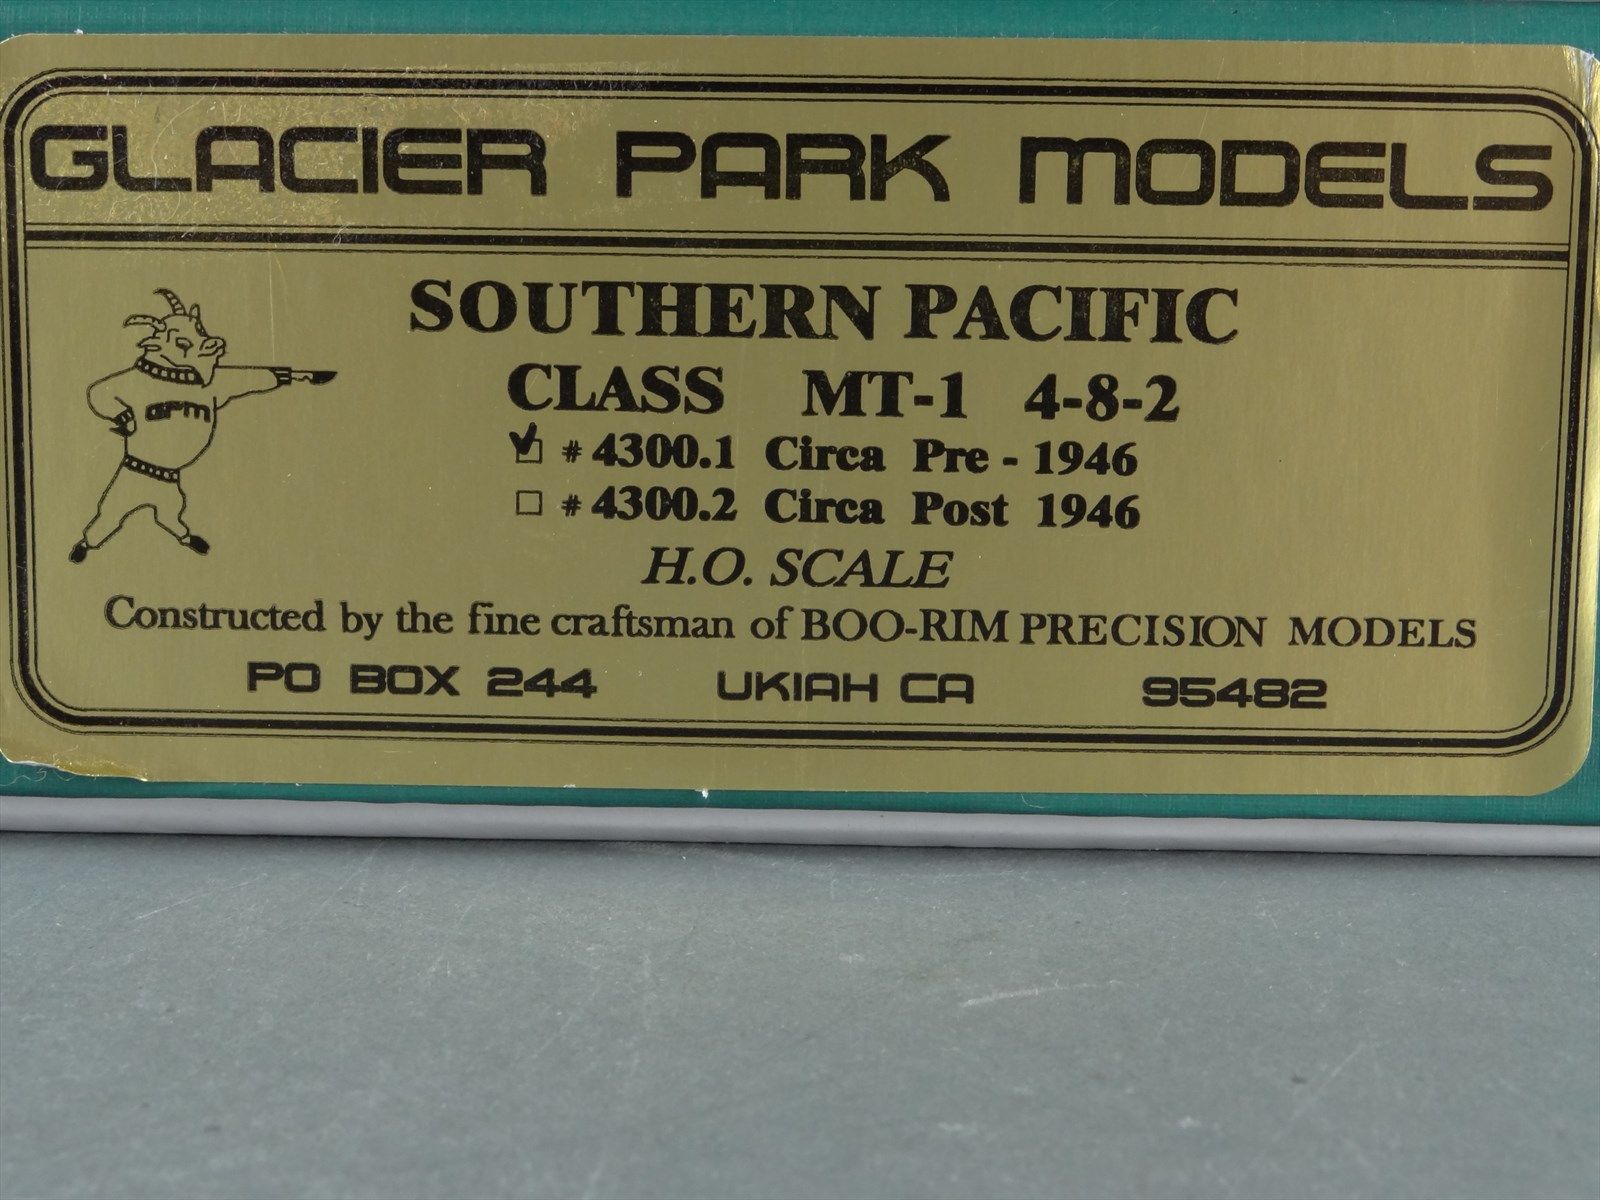 GLACIER PARK MODELS
SOUTHERN PACIFIC
CLASS MT-1 4-8-2
# 4300.1 Circa Pre - 1946
# 4300.2 Circa Post 1946
GPM
H.O. SCALE
Constructed by the fine craftsman of BOO-RIM PRECISION MODELS
PO BOX 244 UKIAH CA 95482